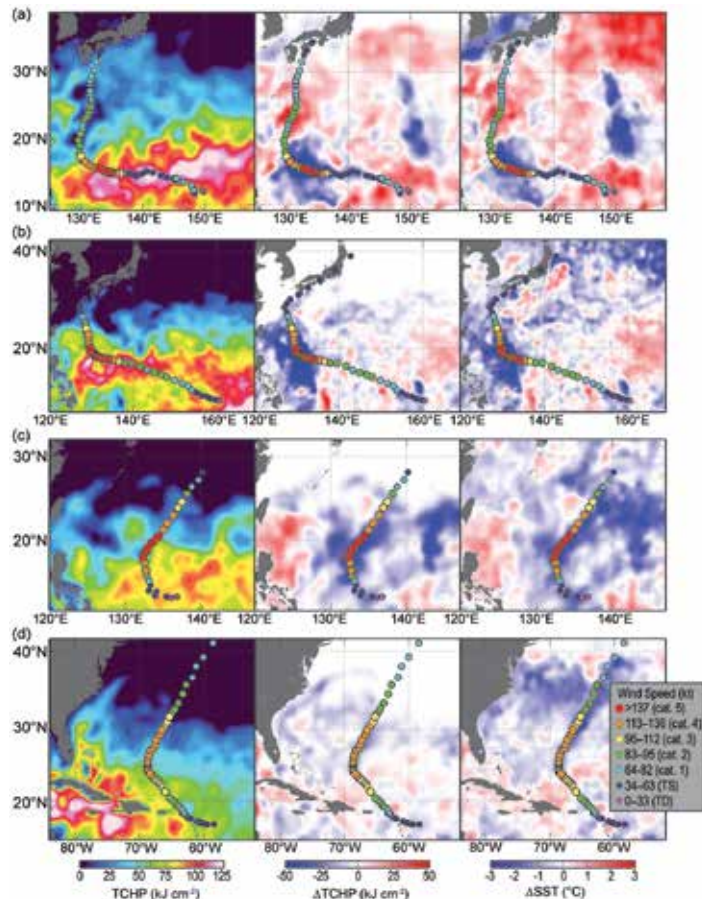 (a)
30°N
20°N
10°N
130°E 140°E 150°E 130°E 140°E 150°E 130°E 140°E 150°E
(b)
40°N
20°N
120°E 140°E 160°E 120°E 140°E 160°E 120°E 140°E 160°E
(c)
30°N
20°N
120°E 130°E 140°E 120°E 130°E 140°E 120°E 130°E 140°E
(d)
40°N
30°N
20°N
80°W 70°W 60°W 80°W 70°W 60°W 80°W 70°W 60°W
Wind Speed (kt)
>137 (cat. 5)
113–136 (cat. 4)
96–112 (cat. 3)
83–95 (cat. 2)
64-82 (cat. 1)
34–63 (TS)
0–33 (TD)
0 25 50 75 100 125 -50 -25 0 25 50 -3 -2 -1 0 1 2 3
TCHP (kJ cm⁻²) ΔTCHP (kJ cm⁻²) ΔSST (°C)